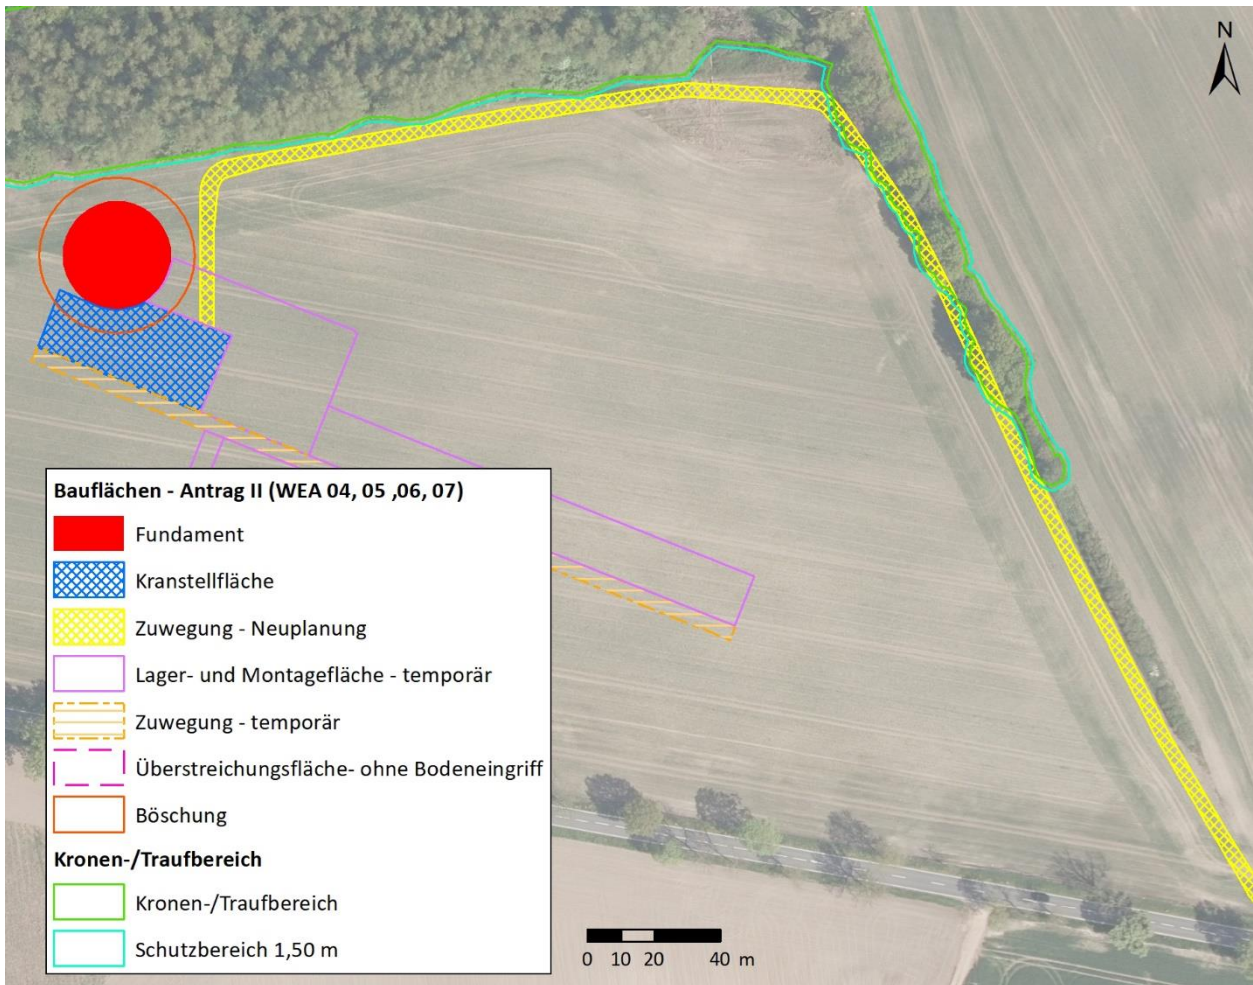 N
Bauflächen - Antrag II (WEA 04, 05 ,06, 07)
Fundament
Kranstellfläche
Zuwegung - Neuplanung
Lager- und Montagefläche - temporär
Zuwegung - temporär
Überstreichungsfläche- ohne Bodeneingriff
Böschung
Kronen-/Traufbereich
Kronen-/Traufbereich
Schutzbereich 1,50 m
0 10 20 40 m